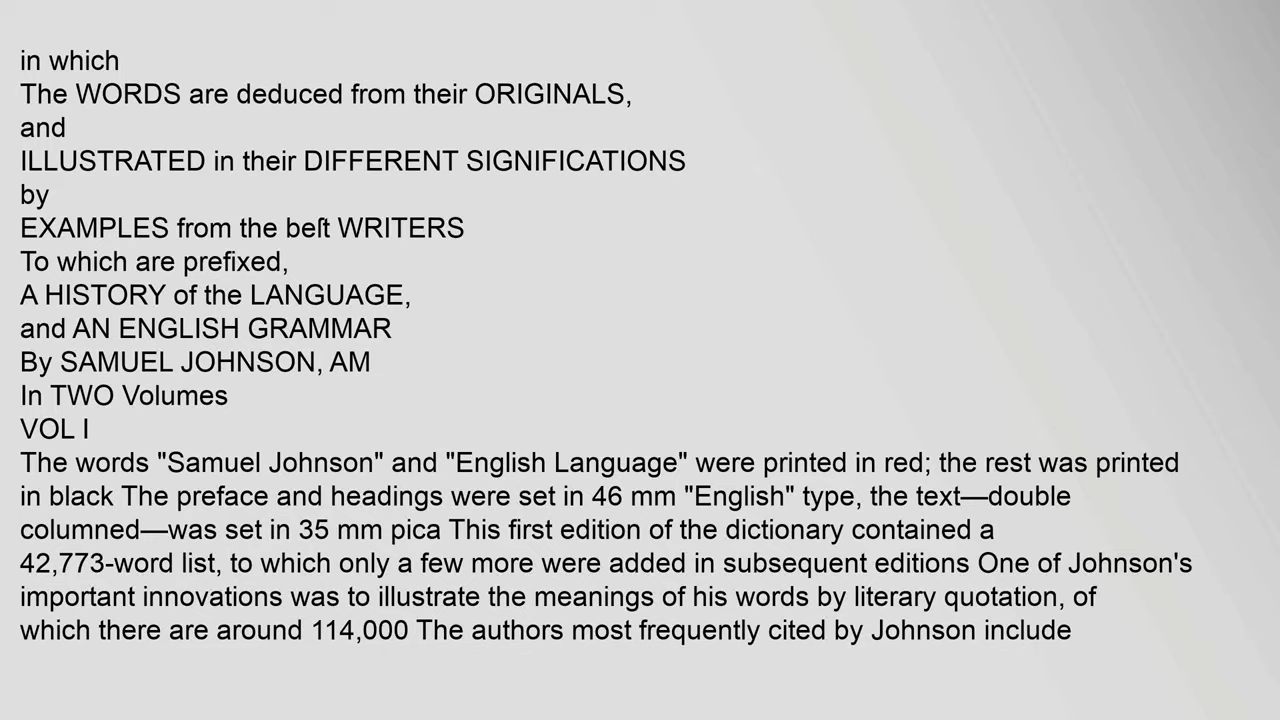 in which
The WORDS are deduced from their ORIGINALS,
and
ILLUSTRATED in their DIFFERENT SIGNIFICATIONS
by
EXAMPLES from the beſt WRITERS
To which are prefixed,
A HISTORY of the LANGUAGE,
and AN ENGLISH GRAMMAR
By SAMUEL JOHNSON, AM
In TWO Volumes
VOL I
The words "Samuel Johnson" and "English Language" were printed in red; the rest was printed
in black The preface and headings were set in 46 mm "English" type, the text—double
columned—was set in 35 mm pica This first edition of the dictionary contained a
42,773-word list, to which only a few more were added in subsequent editions One of Johnson's
important innovations was to illustrate the meanings of his words by literary quotation, of
which there are around 114,000 The authors most frequently cited by Johnson include